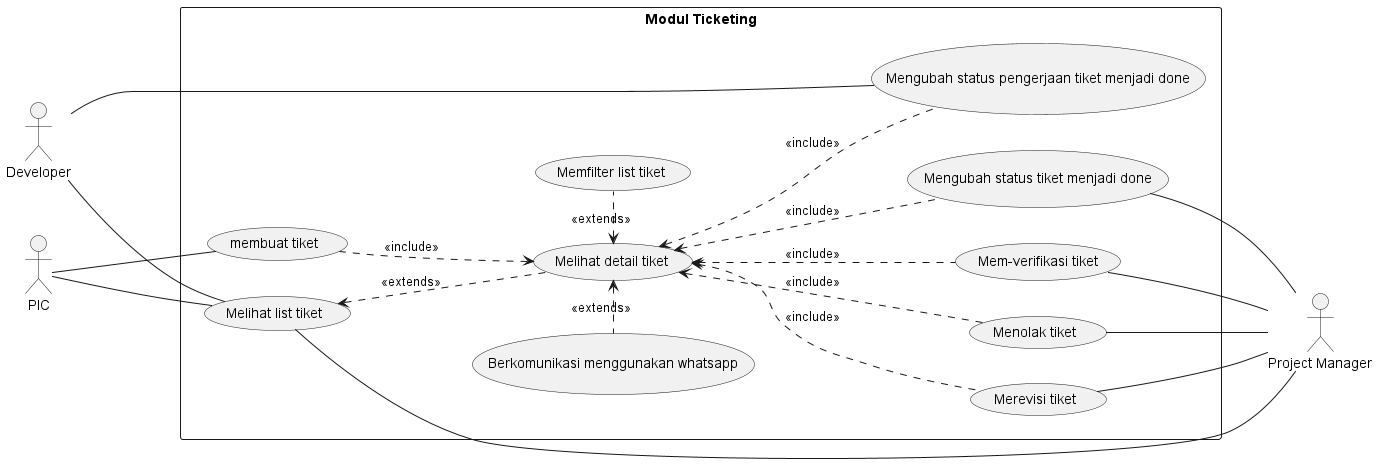 Modul Ticketing
Mengubah status pengerjaan tiket menjadi done
Developer
«include»
Memfilter list tiket
Mengubah status tiket menjadi done
«extends»
«include»
membuat tiket
«include»
Melihat detail tiket
«include»
Mem-verifikasi tiket
PIC
«extends»
«include»
Melihat list tiket
«extends»
«include»
Menolak tiket
Berkomunikasi menggunakan whatsapp
Project Manager
Merevisi tiket